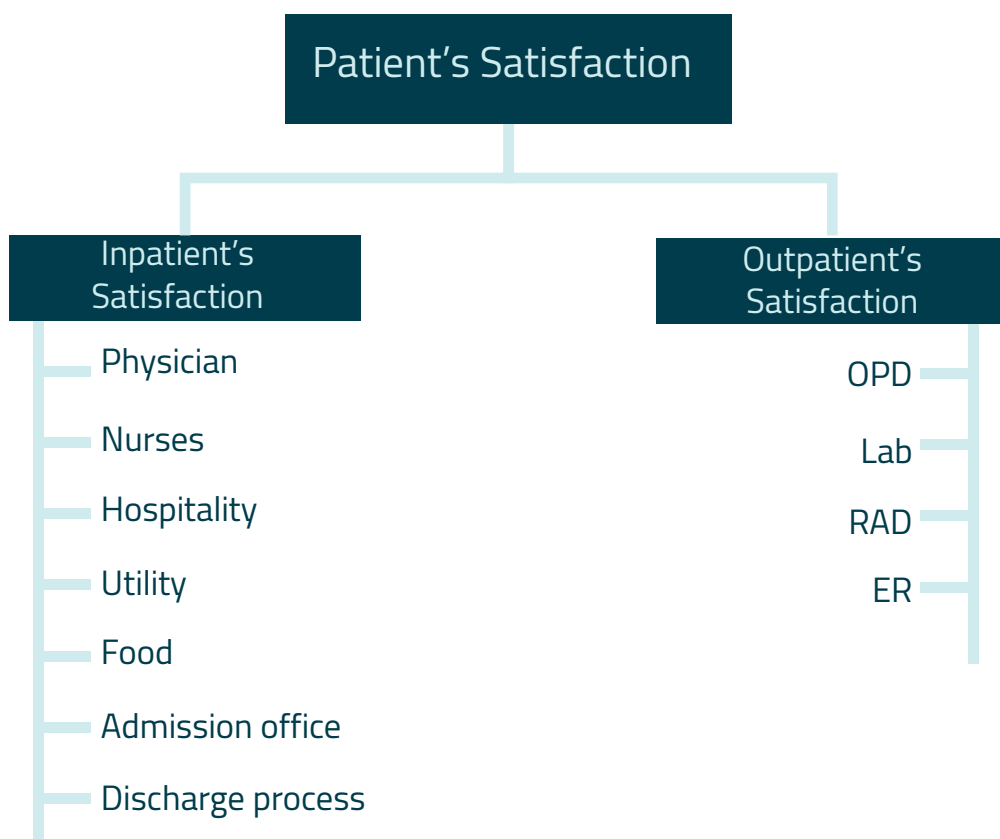 Patient’s Satisfaction
Inpatient’s
Satisfaction
Physician
Nurses
Hospitality
Utility
Food
Admission office
Discharge process
Outpatient’s
Satisfaction
OPD
Lab
RAD
ER